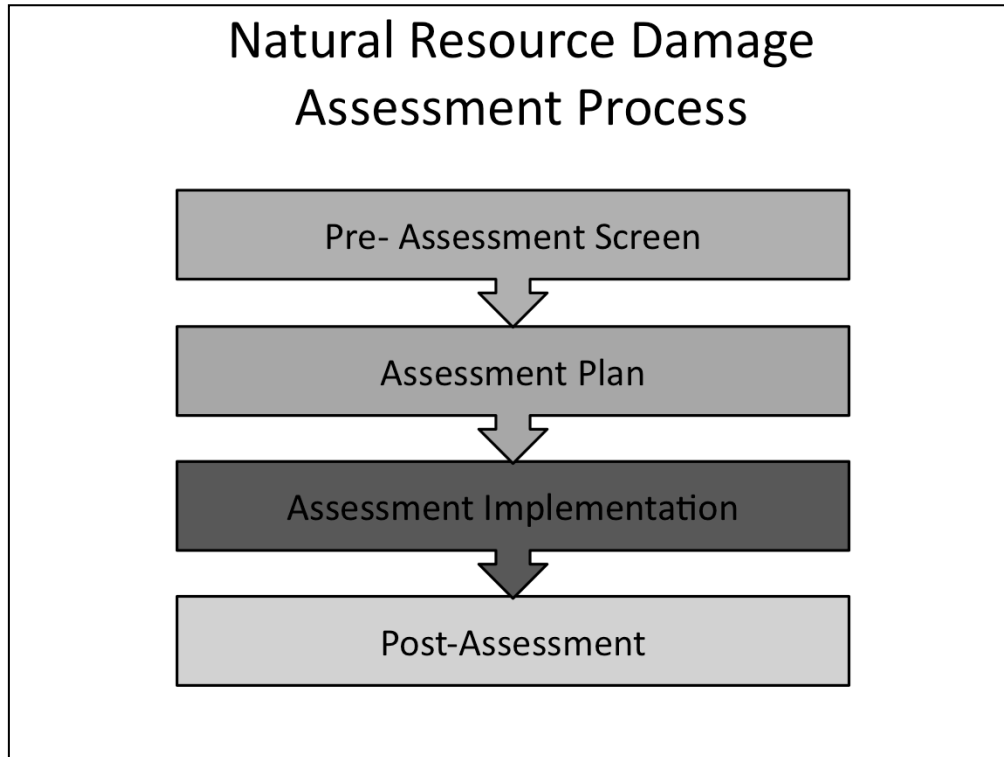 Natural Resource Damage
Assessment Process
Pre- Assessment Screen
Assessment Plan
Assessment Implementation
Post-Assessment